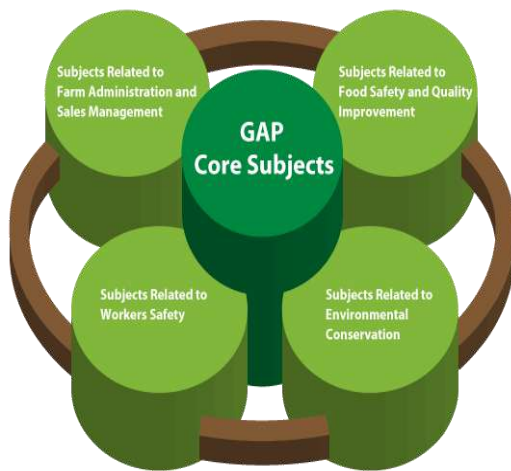 Subjects Related to
Farm Administration and
Sales Management
Subjects Related to
Food Safety and Quality
Improvement
GAP
Core Subjects
Subjects Related to
Workers Safety
Subjects Related to
Environmental
Conservation